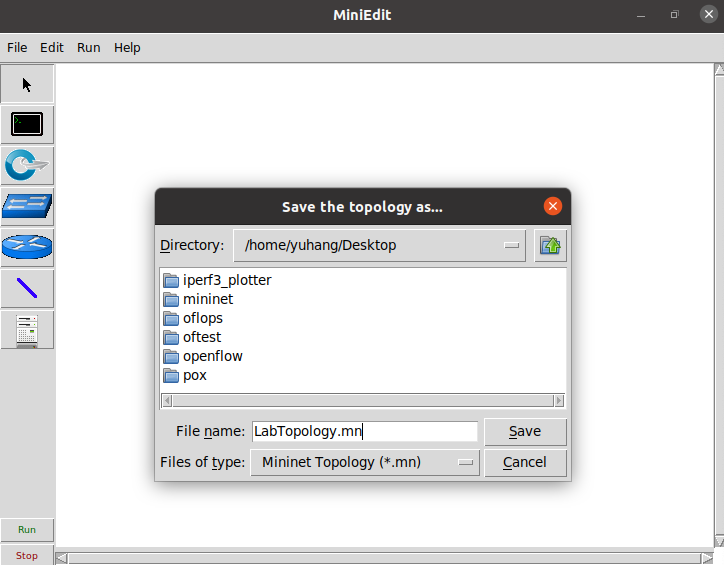 MiniEdit
File Edit Run Help
Save the topology as...
Directory: /home/yuhang/Desktop
iperf3_plotter
mininet
oflops
oftest
openflow
pox
File name: LabTopology.mn Save
Files of type: Mininet Topology (*.mn) Cancel
Run
Stop